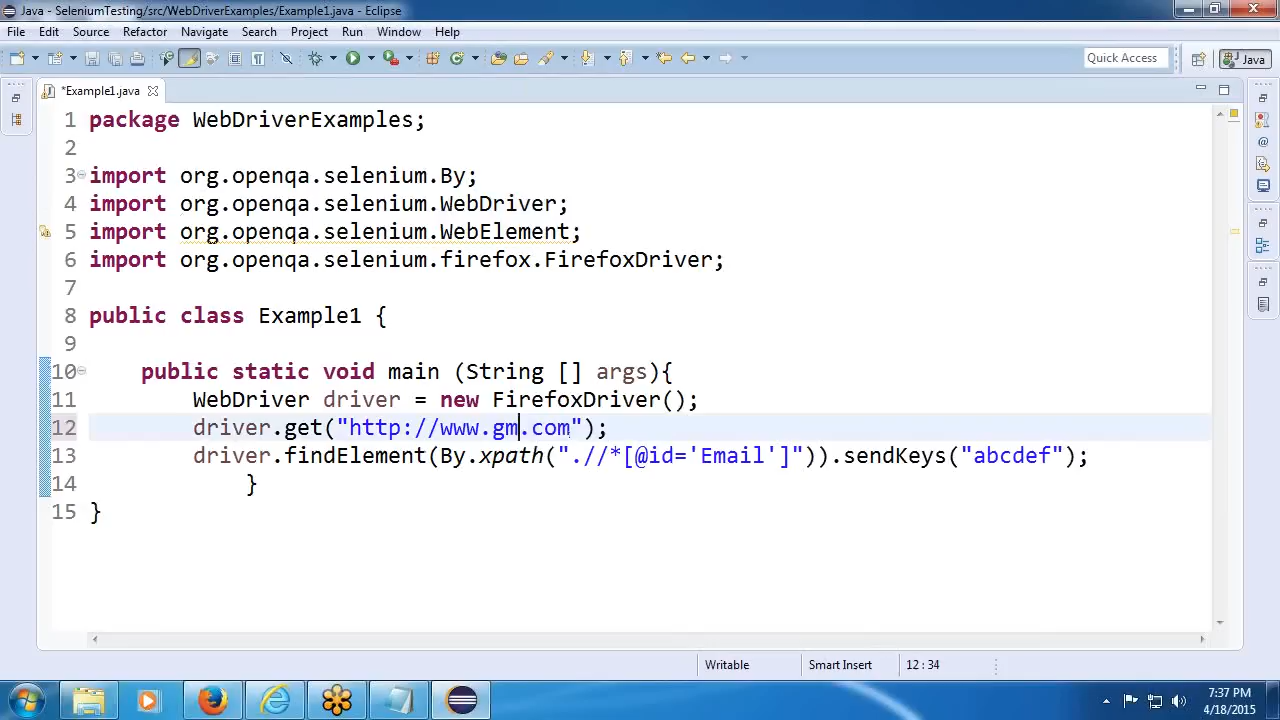 Java - SeleniumTesting/src/WebDriverExamples/Example1.java - Eclipse
File Edit Source Refactor Navigate Search Project Run Window Help
Quick Access
Java
*Example1.java
1 package WebDriverExamples;
2
3 import org.openqa.selenium.By;
4 import org.openqa.selenium.WebDriver;
5 import org.openqa.selenium.WebElement;
6 import org.openqa.selenium.firefox.FirefoxDriver;
7
8 public class Example1 {
9
10 public static void main (String [] args){
11 WebDriver driver = new FirefoxDriver();
12 driver.get("http://www.gm.com");
13 driver.findElement(By.xpath(".//*[@id='Email']")).sendKeys("abcdef");
14 }
15 }
Writable Smart Insert 12 : 34
7:37 PM
4/18/2015